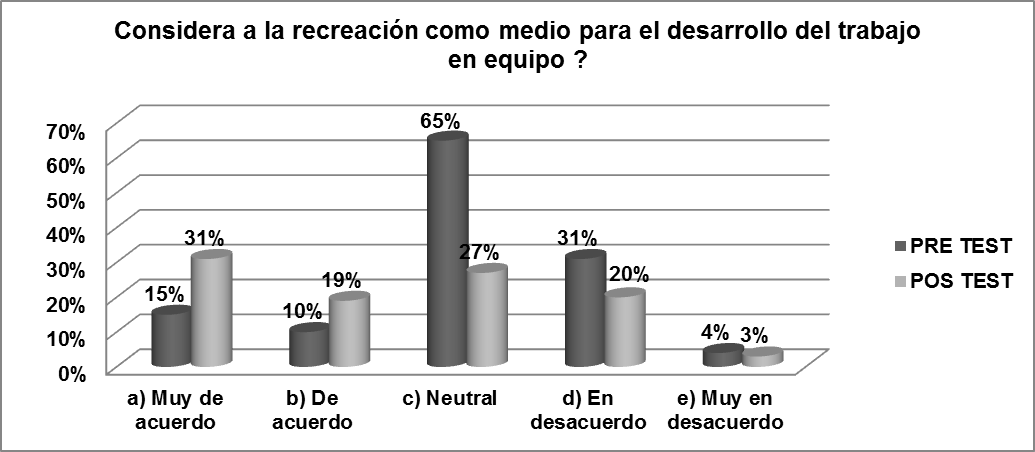 Considera a la recreación como medio para el desarrollo del trabajo
en equipo ?
70%
60%
50%
40%
30%
20%
10%
0%
15%
31%
10%
19%
65%
27%
31%
20%
4%
3%
a) Muy de
acuerdo
b) De
acuerdo
c) Neutral
d) En
desacuerdo
e) Muy en
desacuerdo
PRE TEST
POS TEST